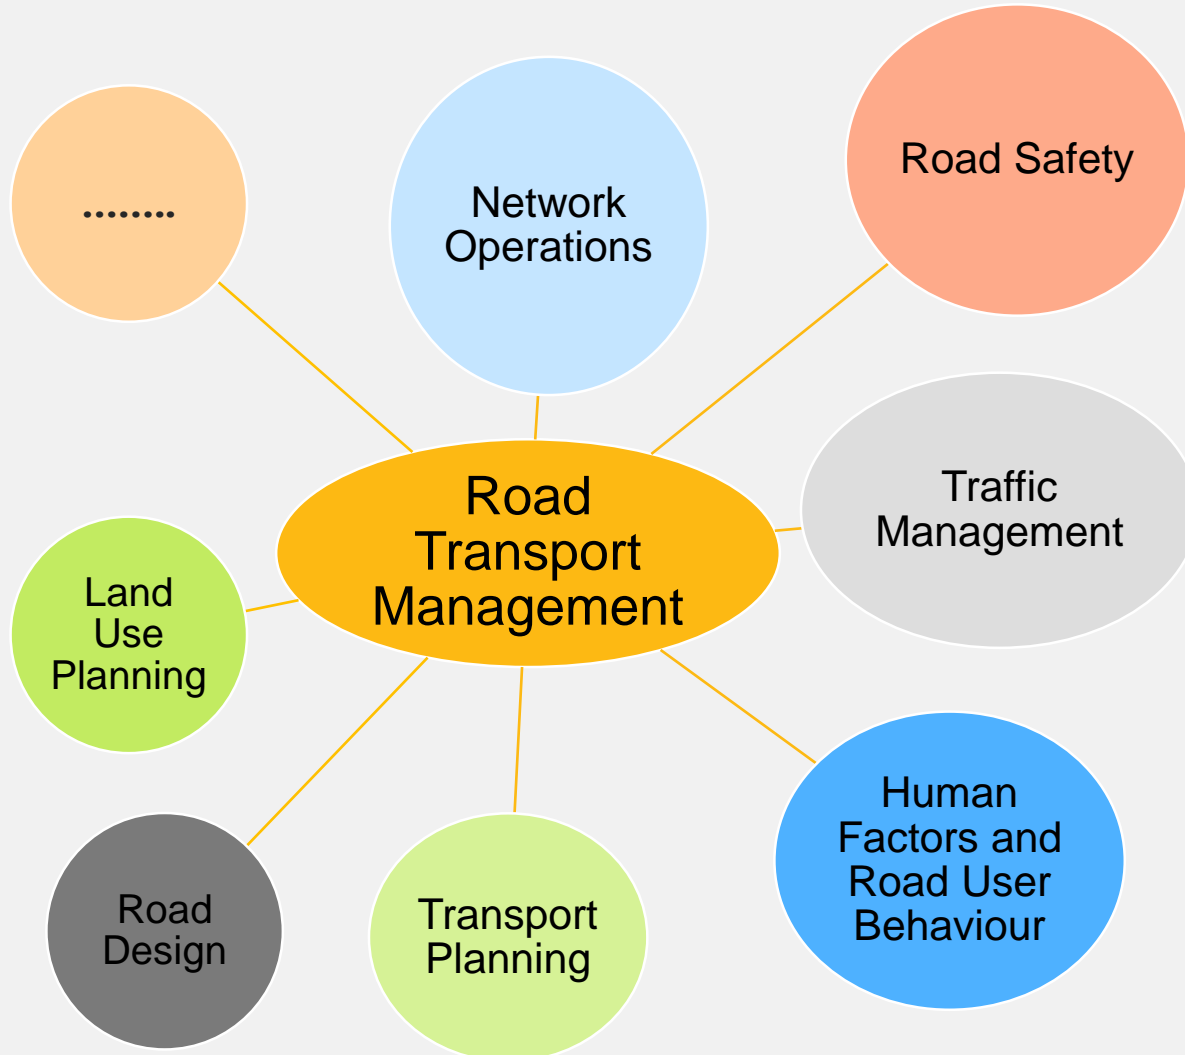 ........
Network
Operations
Road Safety
Traffic
Management
Road
Transport
Management
Land
Use
Planning
Human
Factors and
Road User
Behaviour
Road
Design
Transport
Planning